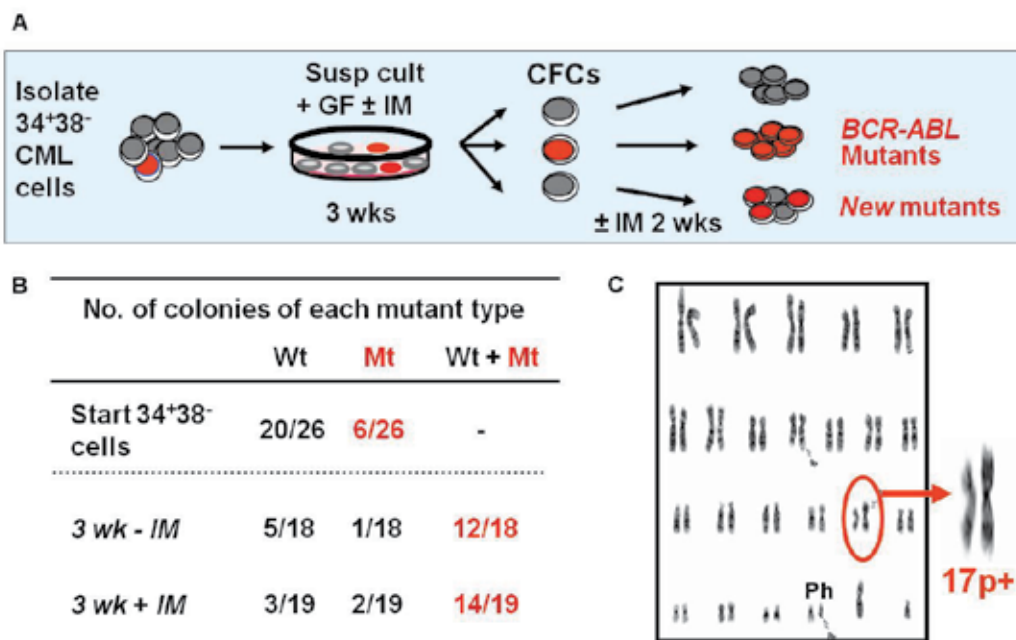 A
Isolate
34+38-
CML
cells
Susp cult
+ GF ± IM
3 wks
CFCs
± IM 2 wks
BCR-ABL
Mutants
New mutants
B
No. of colonies of each mutant type
Wt Mt Wt + Mt
Start 34+38- cells 20/26 6/26 -
3 wk - IM 5/18 1/18 12/18
3 wk + IM 3/19 2/19 14/19
C
Ph
17p+